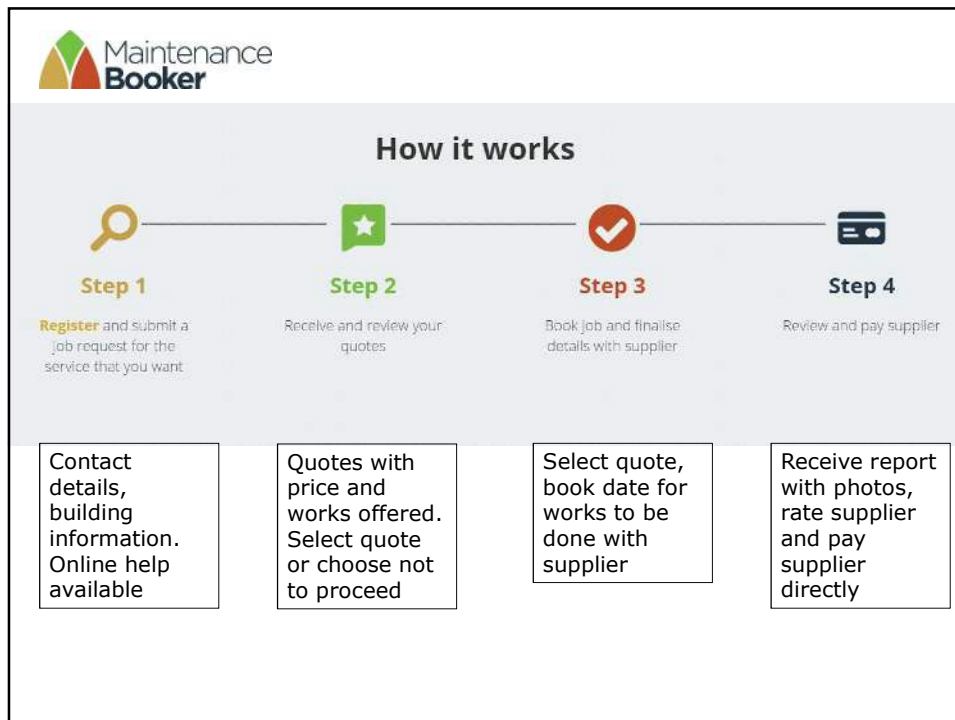 Maintenance
Booker
How it works
Step 1
Register and submit a
job request for the
service that you want
Step 2
Receive and review your
quotes
Step 3
Book job and finalise
details with supplier
Step 4
Review and pay supplier
Contact
details,
building
information.
Online help
available
Quotes with
price and
works offered.
Select quote
or choose not
to proceed
Select quote,
book date for
works to be
done with
supplier
Receive report
with photos,
rate supplier
and pay
supplier
directly